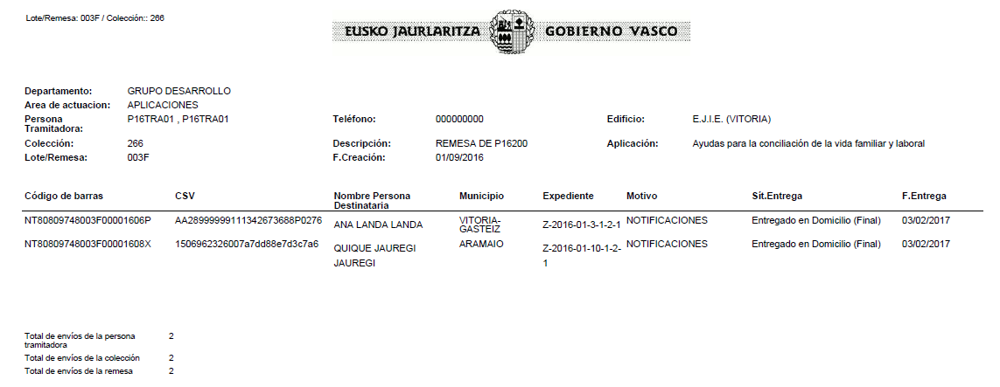 Lote/Remesa: 003F / Colección:: 266
EUSKO JAURLARITZA GOBIERNO VASCO
Departamento: GRUPO DESARROLLO
Area de actuacion: APLICACIONES
Persona Tramitadora: P16TRA01 , P16TRA01 Teléfono: 000000000 Edificio: E.J.I.E. (VITORIA)
Colección: 266 Descripción: REMESA DE P16200 Aplicación: Ayudas para la conciliación de la vida familiar y laboral
Lote/Remesa: 003F F.Creación: 01/09/2016
Código de barras CSV Nombre Persona Destinataria Municipio Expediente Motivo Sít.Entrega F.Entrega
NT80809748003F00001606P AA28999999111342673688P0276 ANA LANDA LANDA VITORIA-GASTEIZ Z-2016-01-3-1-2-1 NOTIFICACIONES Entregado en Domicilio (Final) 03/02/2017
NT80809748003F00001608X 1506962326007a7dd88e7d3c7a6 QUIQUE JAUREGI JAUREGI ARAMAIO Z-2016-01-10-1-2-1 NOTIFICACIONES Entregado en Domicilio (Final) 03/02/2017
Total de envíos de la persona tramitadora 2
Total de envíos de la colección 2
Total de envíos de la remesa 2